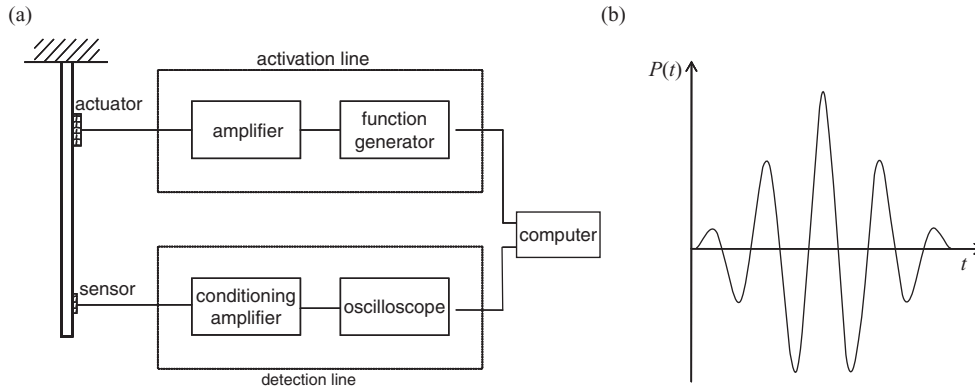 (a)
activation line
actuator
amplifier
function
generator
computer
sensor
conditioning
amplifier
oscilloscope
detection line
(b)
P(t)
t